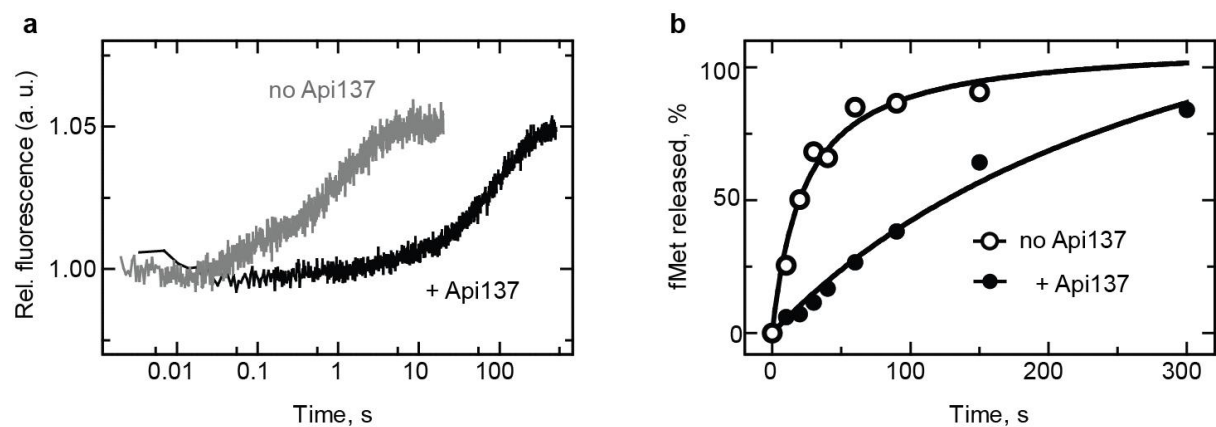 a
Rel. fluorescence (a. u.)
1.05
1.00
no Api137
+ Api137
0.01
0.1
1
10
100
Time, s
b
fMet released, %
100
50
0
no Api137
+ Api137
0
100
200
300
Time, s